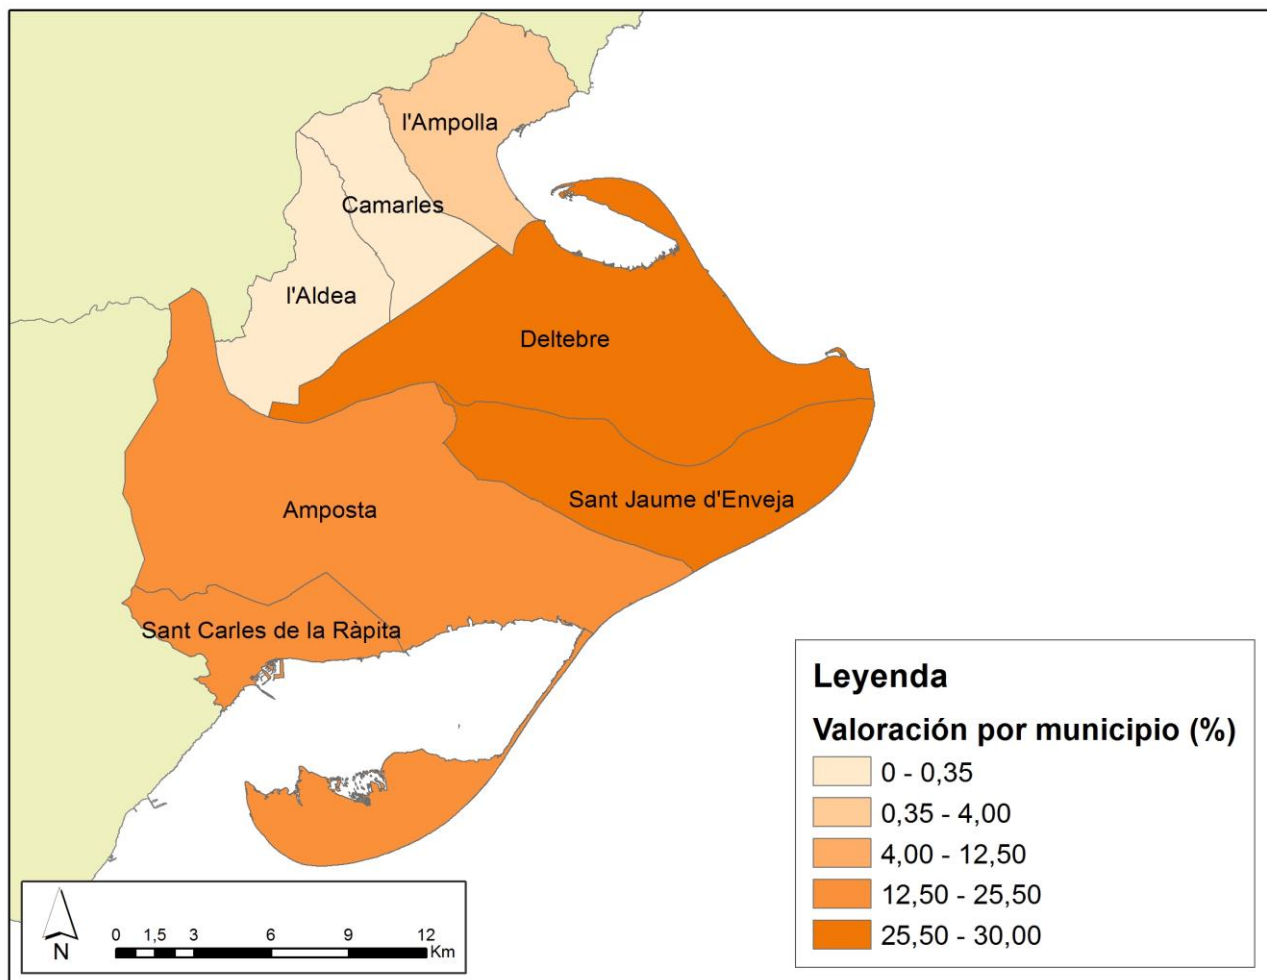 l'Ampolla
Camarles
l'Aldea
Deltebre
Sant Jaume d'Enveja
Amposta
Sant Carles de la Ràpita
Leyenda
Valoración por municipio (%)
0 - 0,35
0,35 - 4,00
4,00 - 12,50
12,50 - 25,50
25,50 - 30,00
N
0 1,5 3 6 9 12
Km